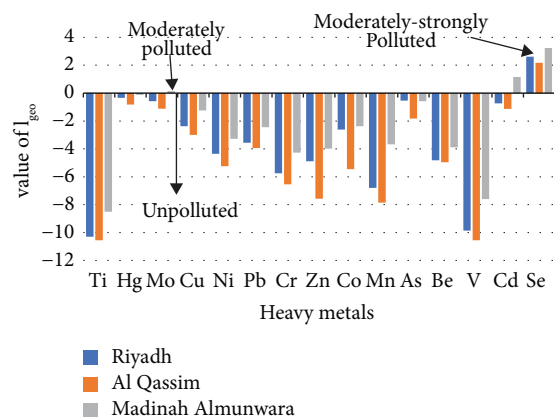 Moderately
polluted
Moderately-strongly
Polluted
value of Igeo
4
2
0
−2
−4
−6
−8
−10
−12
Unpolluted
Ti Hg Mo Cu Ni Pb Cr Zn Co Mn As Be V Cd Se
Heavy metals
Riyadh
Al Qassim
Madinah Almunwara